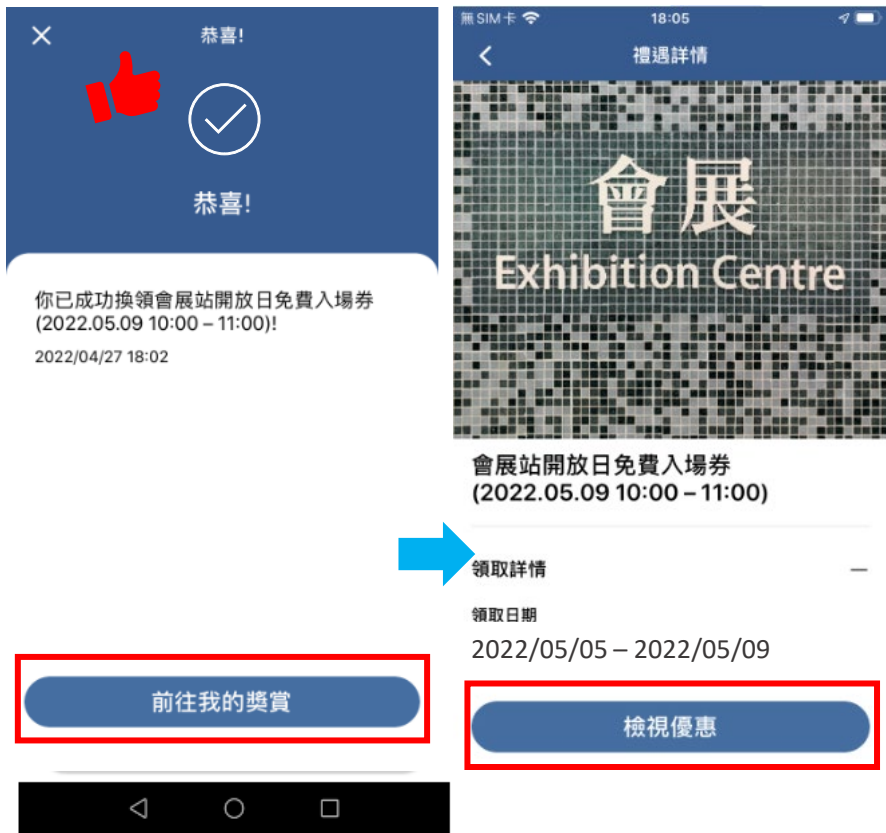 恭喜!
恭喜!
你已成功換領會展站開放日免費入場券
(2022.05.09 10:00 – 11:00)!
2022/04/27 18:02
前往我的獎賞
無 SIM 卡
18:05
禮遇詳情
會展
Exhibition Centre
會展站開放日免費入場券
(2022.05.09 10:00 – 11:00)
領取詳情
領取日期
2022/05/05 – 2022/05/09
檢視優惠